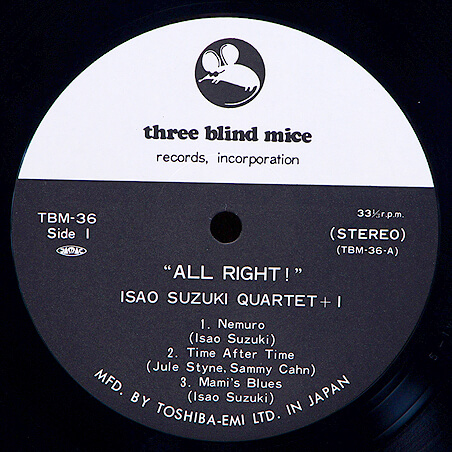 three blind mice
records, incorporation
TBM-36
Side I
33⅓r.p.m.
(STEREO)
(TBM-36-A)
"ALL RIGHT!"
ISAO SUZUKI QUARTET+I
1. Nemuro
(Isao Suzuki)
2. Time After Time
(Jule Styne, Sammy Cahn)
3. Mami's Blues
(Isao Suzuki)
MFD. BY TOSHIBA-EMI LTD. IN JAPAN